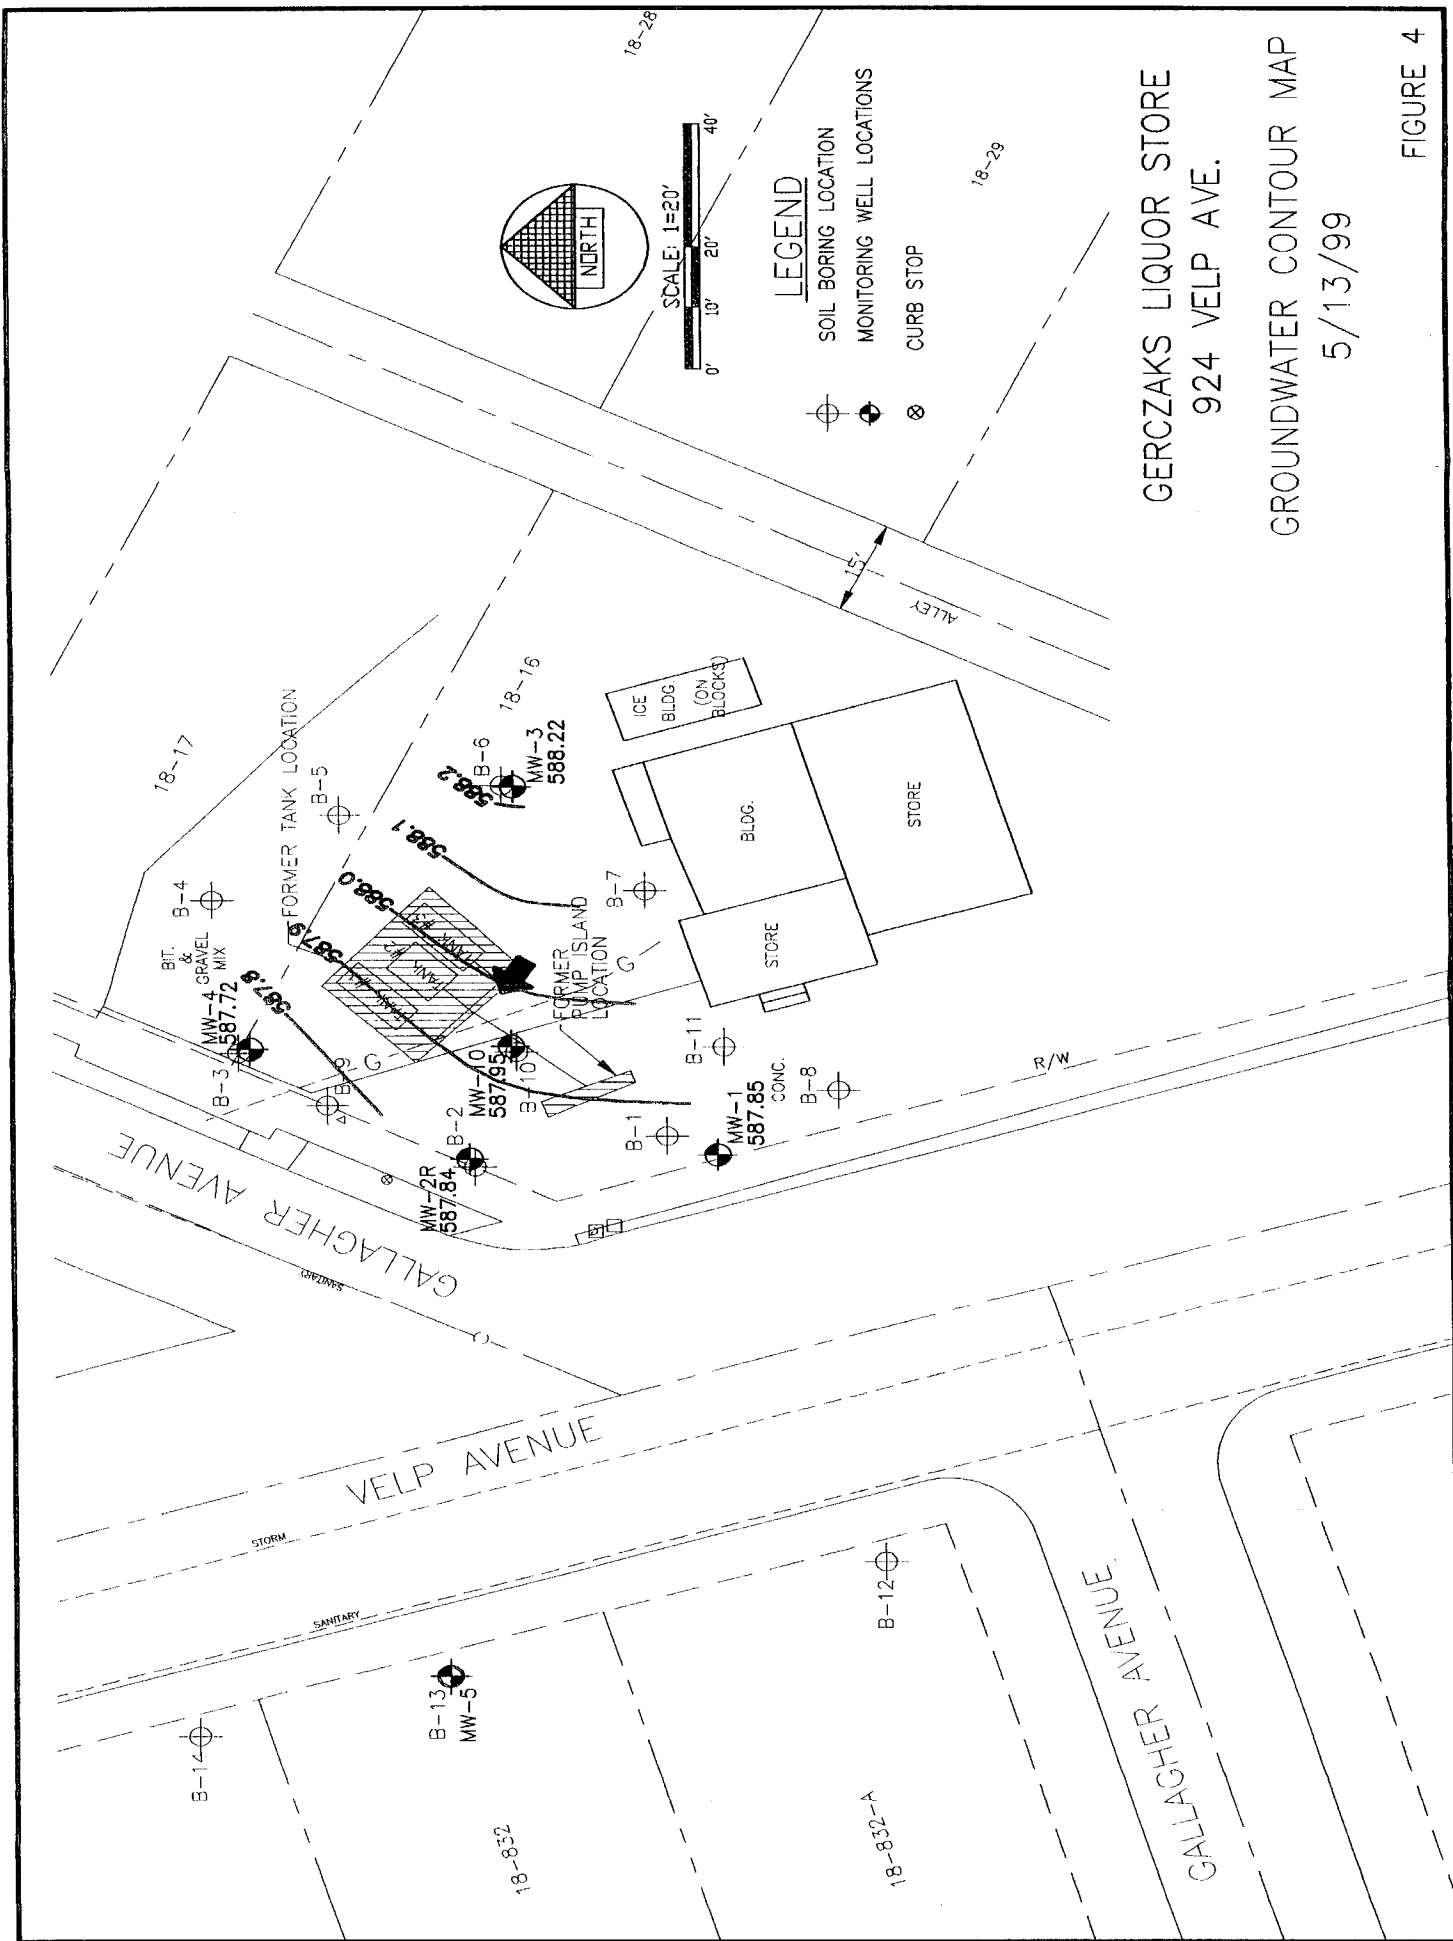 GERCZAKS LIQUOR STORE
924 VELP AVE.
GROUNDWATER CONTOUR MAP
5/13/99
FIGURE 4
NORTH
SCALE: 1=20'
0'
10'
20'
40'
LEGEND
SOIL BORING LOCATION
MONITORING WELL LOCATIONS
CURB STOP
18-28
18-29
18-17
18-16
15'
ALLEY
ICE
BLDG.
(ON
BLOCKS)
BLDG.
STORE
STORE
FORMER TANK LOCATION
B-5
B-6
MW-3
588.22
588.2
588.1
588.0
587.9
587.8
B-4
BIT.
&
GRAVEL
MIX
MW-4
587.72
B-3
B-9
G
G
TANK
TANK
TANK
B-7
FORMER
PUMP ISLAND
LOCATION
MW-10
587.95
B-10
B-11
B-2
MW-2R
587.84
B-1
MW-1
587.85
CONC.
B-8
R/W
GALLAGHER AVENUE
SANITARY
VELP AVENUE
STORM
SANITARY
B-14
B-13
MW-5
B-12
18-832
18-832-A
GALLAGHER AVENUE